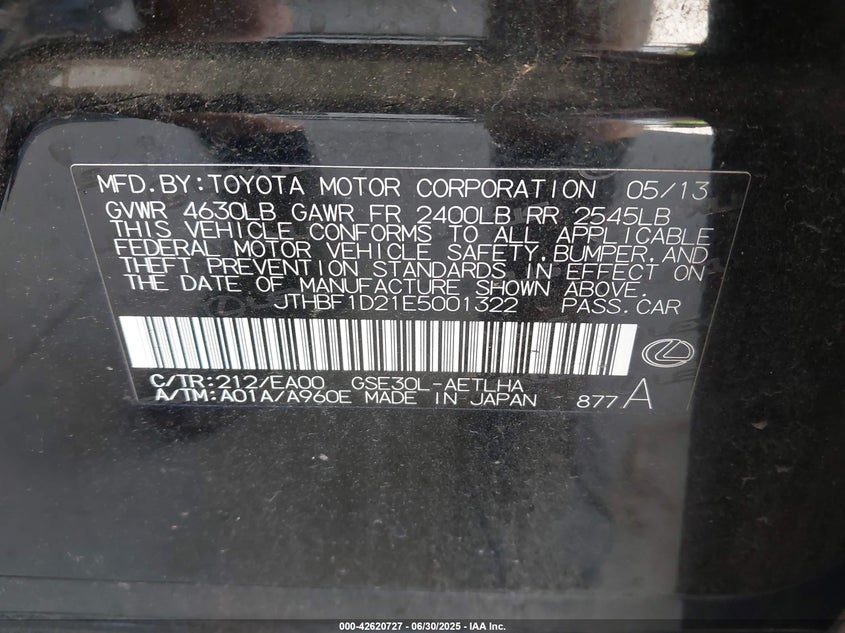 MFD.BY:TOYOTA MOTOR CORPORATION 05/13
GVWR 4630LB GAWR FR 2400LB RR 2545LB
THIS VEHICLE CONFORMS TO ALL APPLICABLE
FEDERAL MOTOR VEHICLE SAFETY,BUMPER,AND
THEFT PREVENTION STANDARDS IN EFFECT ON
THE DATE OF MANUFACTURE SHOWN ABOVE.
JTHBF1D21E5001322 PASS.CAR
C/TR:212/EA00 GSE30L-AETLHA
A/TM:A01A/A960E MADE IN JAPAN 877A
000-42620727 - 06/30/2025 - IAA Inc.